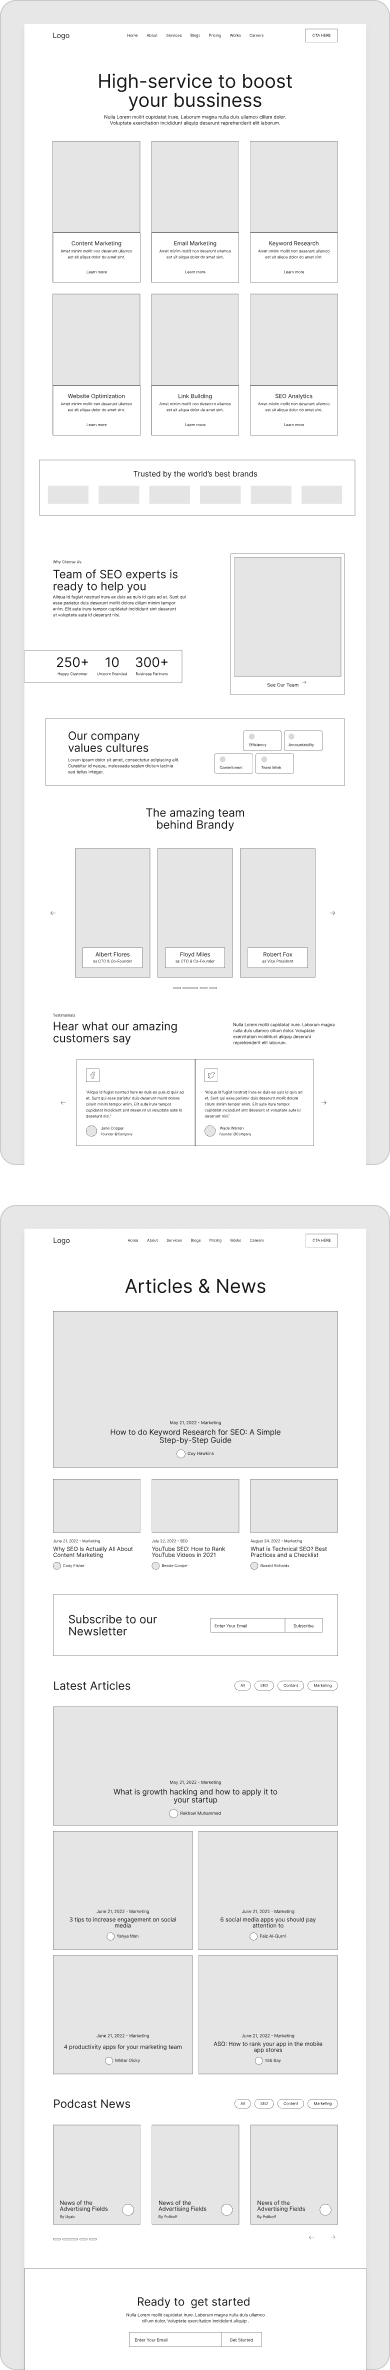 Logo
Home About Services Blogs Pricing Works Careers
CTA HERE
High-service to boost
your bussiness
Nulla Lorem mollit cupidatat irure. Laborum magna nulla duis ullamco cillum dolor.
Voluptate exercitation incididunt aliquip deserunt reprehenderit elit laborum.
Content Marketing
Amet minim mollit non deserunt ullamco
est sit aliqua dolor do amet sint.
Learn more
Email Marketing
Amet minim mollit non deserunt ullamco
est sit aliqua dolor do amet sint.
Learn more
Keyword Research
Amet minim mollit non deserunt ullamco
est sit aliqua dolor do amet sint.
Learn more
Website Optimization
Amet minim mollit non deserunt ullamco
est sit aliqua dolor do amet sint.
Learn more
Link Building
Amet minim mollit non deserunt ullamco
est sit aliqua dolor do amet sint.
Learn more
SEO Analytics
Amet minim mollit non deserunt ullamco
est sit aliqua dolor do amet sint.
Learn more
Trusted by the world's best brands
Why Choose Us
Team of SEO experts is
ready to help you
Aliqua id fugiat nostrud irure ex duis ea quis id quis ad et. Sunt qui
esse pariatur duis deserunt mollit dolore cillum minim tempor
enim. Elit aute irure tempor cupidatat incididunt sint deserunt
ut voluptate aute id deserunt nisi.
250+
Happy Customer
10
Unicorn Branded
300+
Business Partners
See Our Team →
Our company
values cultures
Lorem ipsum dolor sit amet, consectetur adipiscing elit.
Curabitur id neque, malesuada sapien dictum lacinia
sed tellus integer.
Efficiency
Accountability
Commitment
Team Work
The amazing team
behind Brandy
Albert Flores
as CTO & Co-Founder
Floyd Miles
as CTO & Co-Founder
Robert Fox
as Vice President
Testimonials
Hear what our amazing
customers say
Nulla Lorem mollit cupidatat irure. Laborum magna
nulla duis ullamco cillum dolor. Voluptate
exercitation incididunt aliquip deserunt
reprehenderit elit laborum.
"Aliqua id fugiat nostrud irure ex duis ea quis id quis ad
et. Sunt qui esse pariatur duis deserunt mollit dolore
cillum minim tempor enim. Elit aute irure tempor
cupidatat incididunt sint deserunt ut voluptate aute id
deserunt nisi."
Jane Cooper
Founder @Company
"Aliqua id fugiat nostrud irure ex duis ea quis id quis ad
et. Sunt qui esse pariatur duis deserunt mollit dolore
cillum minim tempor enim. Elit aute irure tempor
cupidatat incididunt sint deserunt ut voluptate aute id
deserunt nisi."
Wade Warren
Founder @Company
Logo
Home About Services Blogs Pricing Works Careers
CTA HERE
Articles & News
May 21, 2022 - Marketing
How to do Keyword Research for SEO: A Simple
Step-by-Step Guide
Guy Hawkins
June 21, 2022 - Marketing
Why SEO Is Actually All About
Content Marketing
Cody Fisher
July 22, 2022 - SEO
YouTube SEO: How to Rank
YouTube Videos in 2021
Bessie Cooper
August 24, 2022 - Marketing
What is Technical SEO? Best
Practices and a Checklist
Ronald Richards
Subscribe to our
Newsletter
Enter Your Email
Subscribe
Latest Articles
All SEO Content Marketing
May 21, 2022 - Marketing
What is growth hacking and how to apply it to
your startup
Rakhsei Muhammed
June 21, 2022 - Marketing
3 tips to increase engagement on social
media
Yahya Man
June 21, 2023 - Marketing
6 social media apps you should pay
attention to
Faiz Al-Qurni
June 21, 2022 - Marketing
4 productivity apps for your marketing team
Mister Dicky
June 21, 2022 - Marketing
ASO: How to rank your app in the mobile
app stores
Siti Bay
Podcast News
All SEO Content Marketing
News of the
Advertising Fields
News of the
Advertising Fields
By Politkoff
News of the
Advertising Fields
By Politkoff
Ready to get started
Nulla Lorem mollit cupidatat irure. Laborum magna nulla duis ullamco
cillum dolor. Voluptate exercitation incididunt aliquip.
Enter Your Email
Get Started